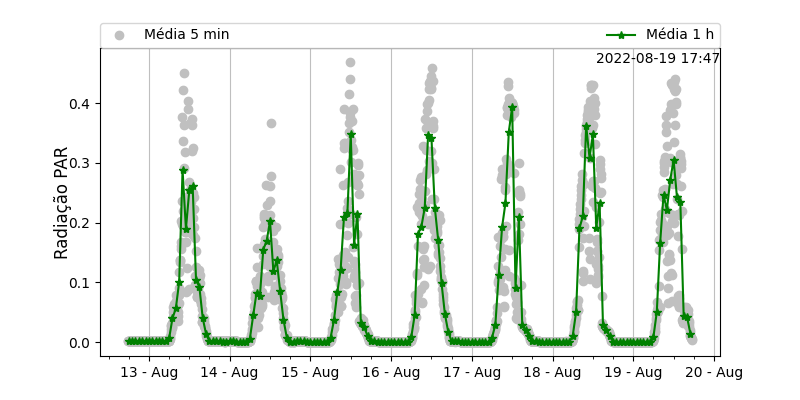 Média 5 min
Média 1 h
2022-08-19 17:47
Radiação PAR
0.4
0.3
0.2
0.1
0.0
13 - Aug
14 - Aug
15 - Aug
16 - Aug
17 - Aug
18 - Aug
19 - Aug
20 - Aug